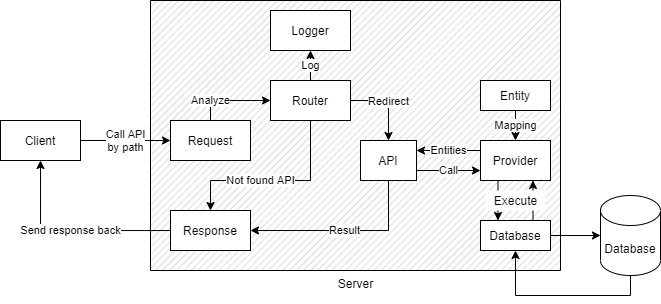 Logger
Log
Analyze
Router
Redirect
Entity
Mapping
Client
Call API
by path
Request
API
Entities
Call
Provider
Not found API
Execute
Send response back
Response
Result
Database
Database
Server